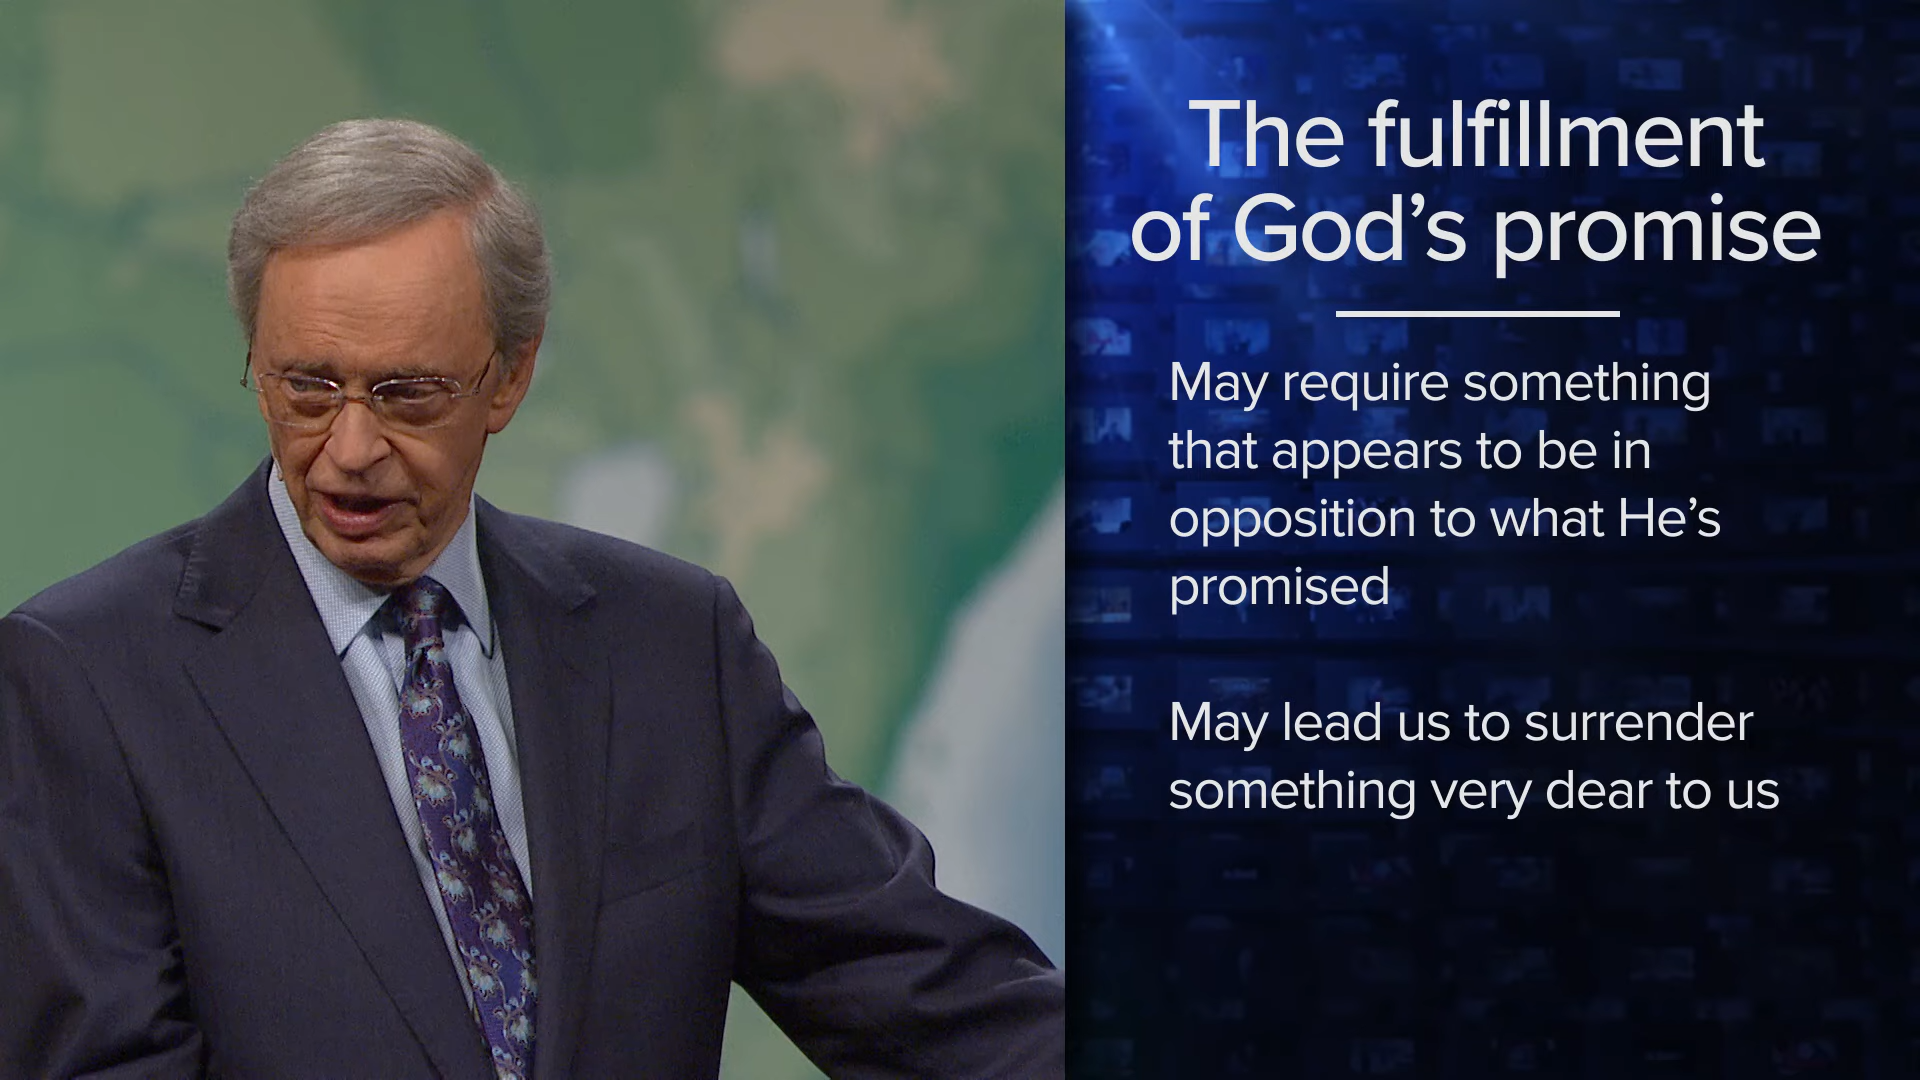 The fulfillment
of God’s promise
May require something
that appears to be in
opposition to what He’s
promised
May lead us to surrender
something very dear to us